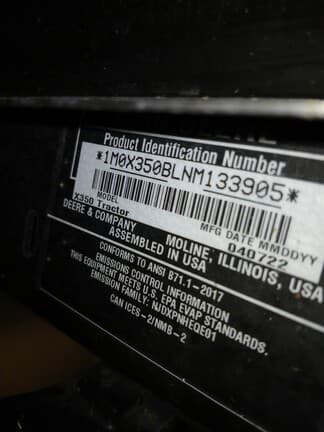 Product Identification Number
*1M0X350BLNM133905*
MODEL
X350 Tractor
MFG DATE MMDDYY
040722
DEERE & COMPANY
MOLINE, ILLINOIS, USA
ASSEMBLED IN USA
CONFORMS TO ANSI B71.1-2017
EMISSIONS CONTROL INFORMATION
THIS EQUIPMENT MEETS U.S. EPA EVAP STANDARDS.
EMISSION FAMILY: NJDXPNHEQE01
CAN ICES-2/NMB-2